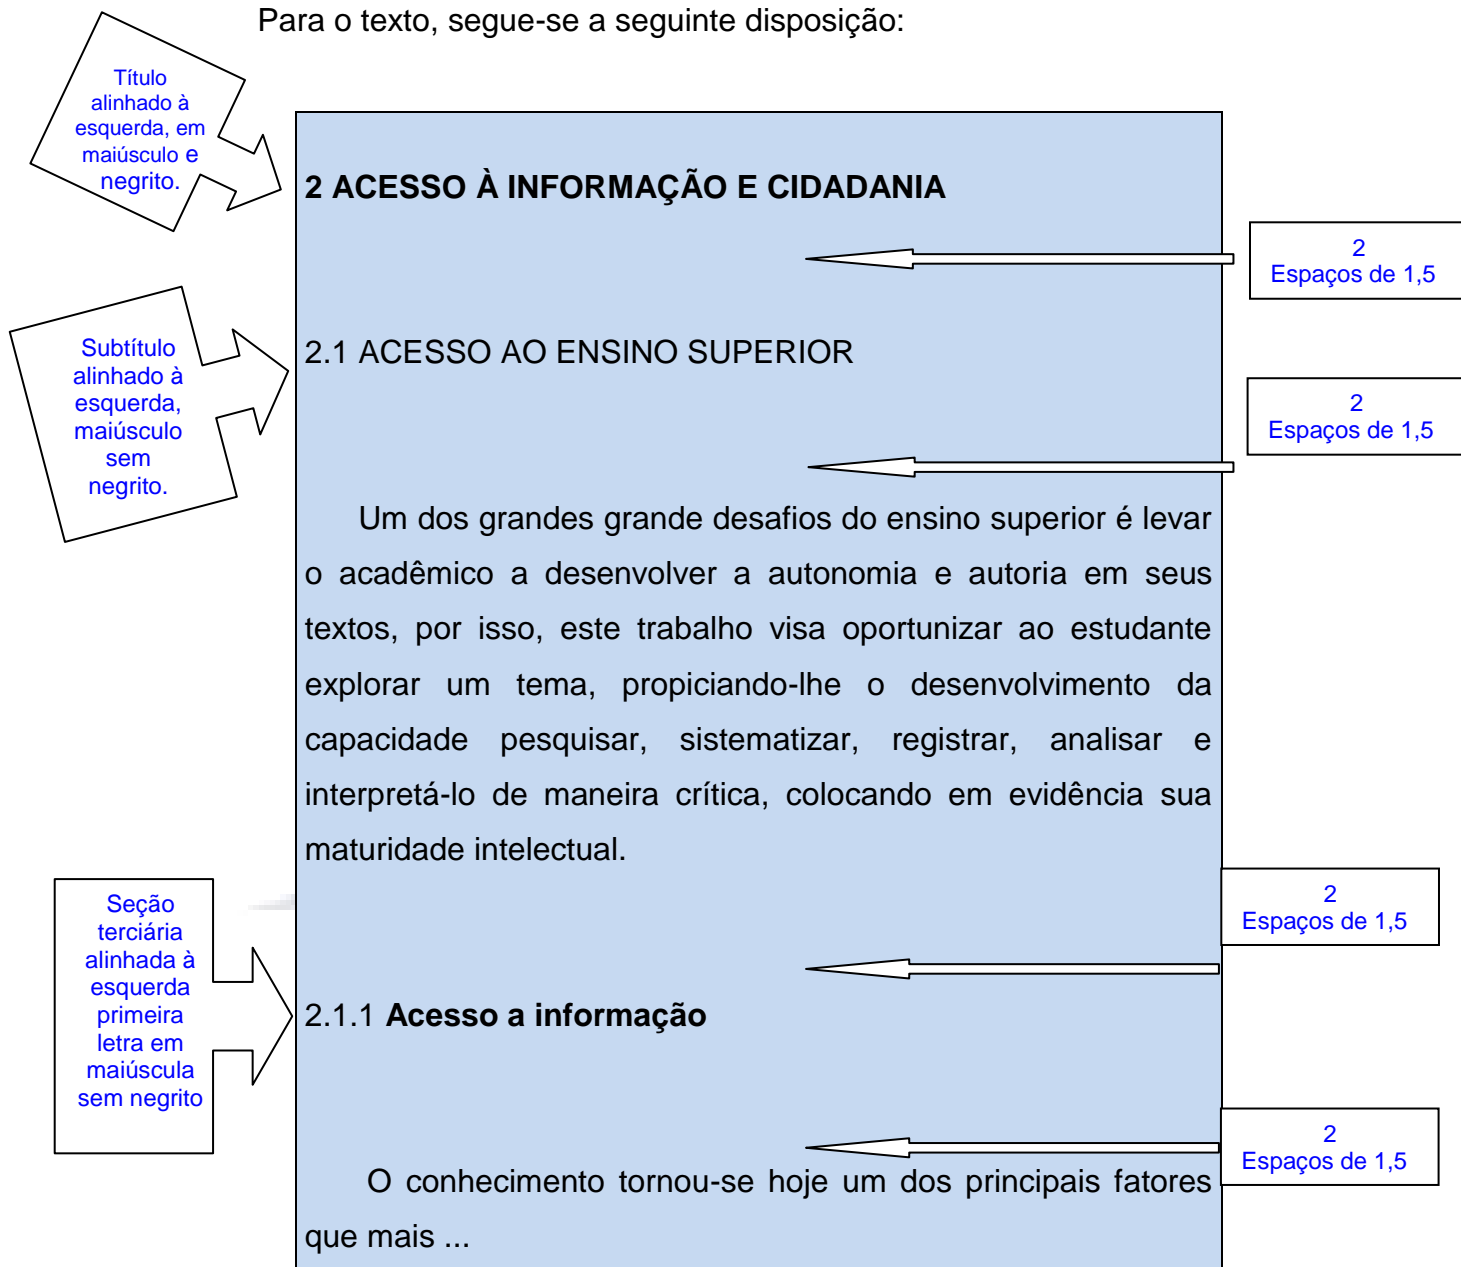 Para o texto, segue-se a seguinte disposição:
Título
alinhado à
esquerda, em
maiúsculo e
negrito.
2 ACESSO À INFORMAÇÃO E CIDADANIA
2
Espaços de 1,5
Subtítulo
alinhado à
esquerda,
maiúsculo
sem
negrito.
2.1 ACESSO AO ENSINO SUPERIOR
2
Espaços de 1,5
Um dos grandes grande desafios do ensino superior é levar
o acadêmico a desenvolver a autonomia e autoria em seus
textos, por isso, este trabalho visa oportunizar ao estudante
explorar um tema, propiciando-lhe o desenvolvimento da
capacidade pesquisar, sistematizar, registrar, analisar e
interpretá-lo de maneira crítica, colocando em evidência sua
maturidade intelectual.
2
Espaços de 1,5
Seção
terciária
alinhada à
esquerda
primeira
letra em
maiúscula
sem negrito
2.1.1 Acesso a informação
2
Espaços de 1,5
O conhecimento tornou-se hoje um dos principais fatores
que mais ...